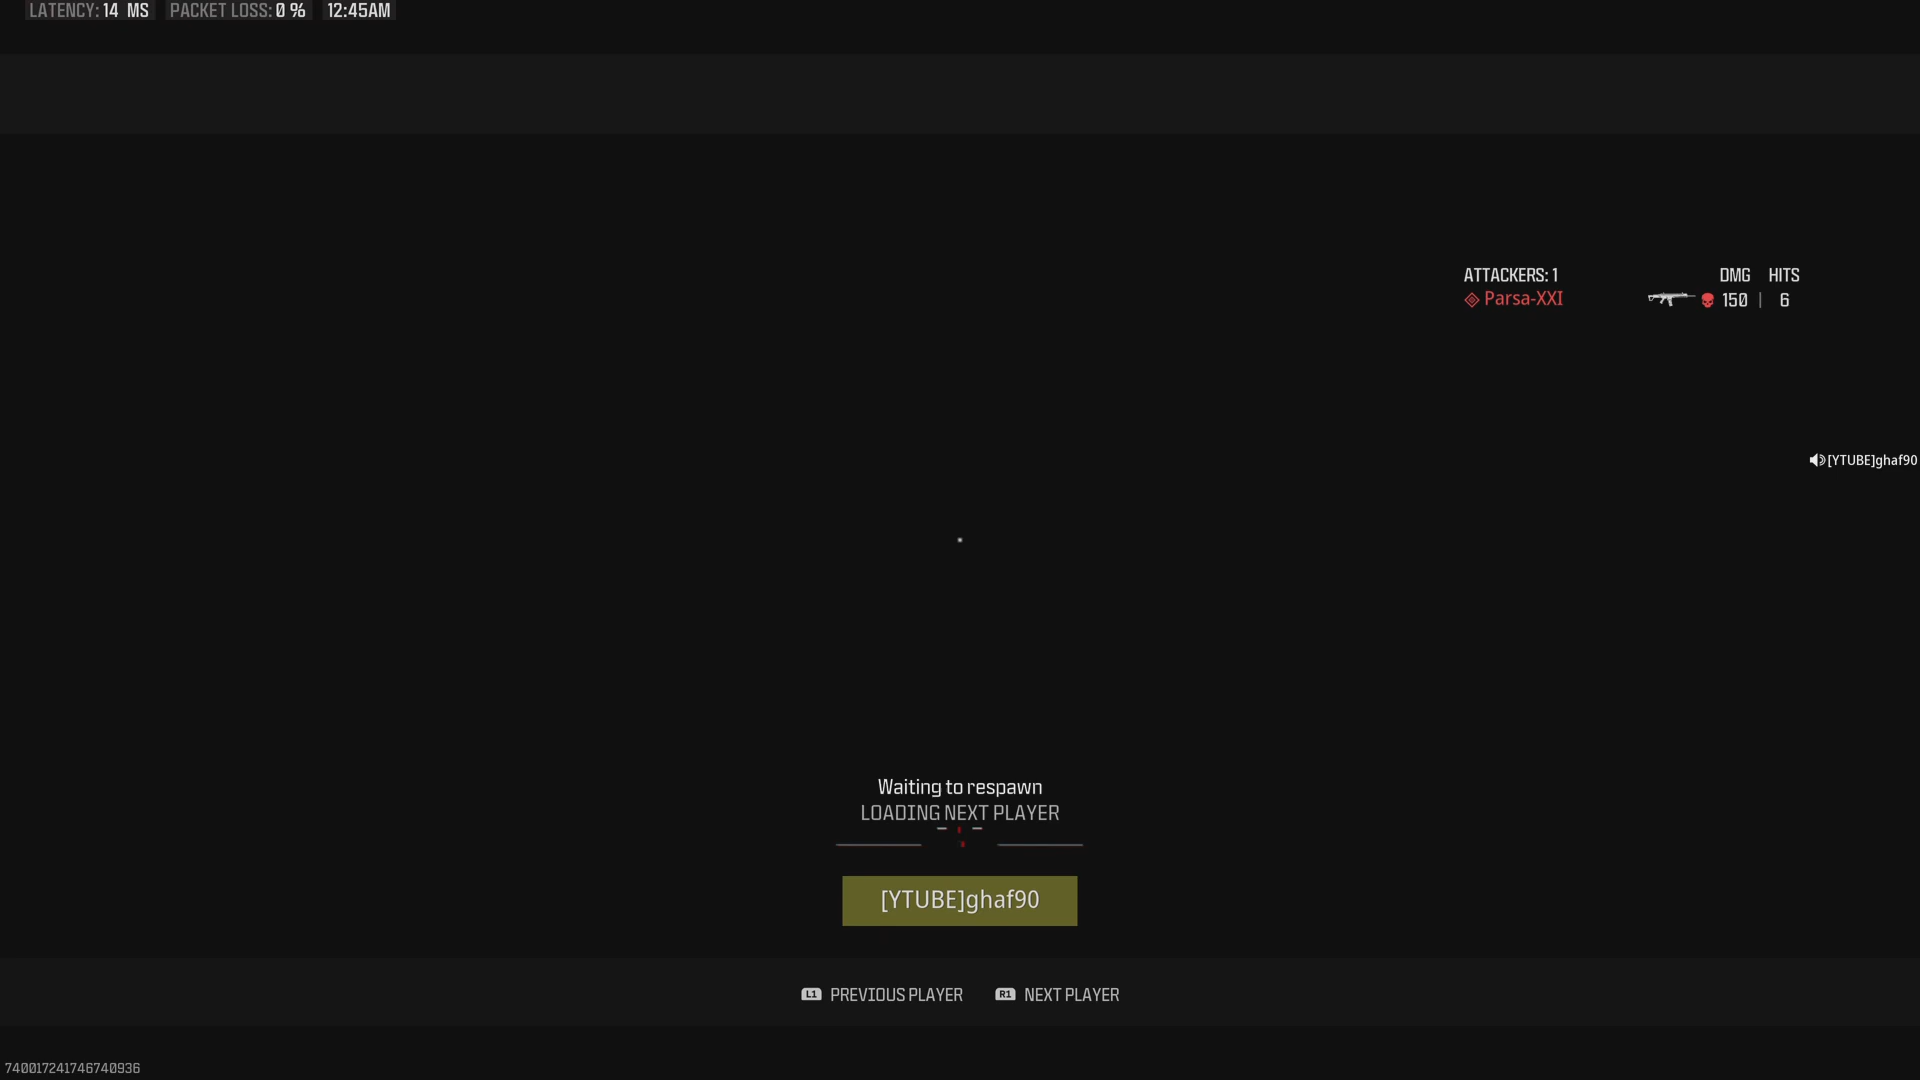 LATENCY: 14 MS PACKET LOSS: 0 % 12:45AM
ATTACKERS: 1 DMG HITS
Parsa-XXI 150 | 6
[YTUBE]ghaf90
Waiting to respawn
LOADING NEXT PLAYER
[YTUBE]ghaf90
L1 PREVIOUS PLAYER R1 NEXT PLAYER
740017241746740936